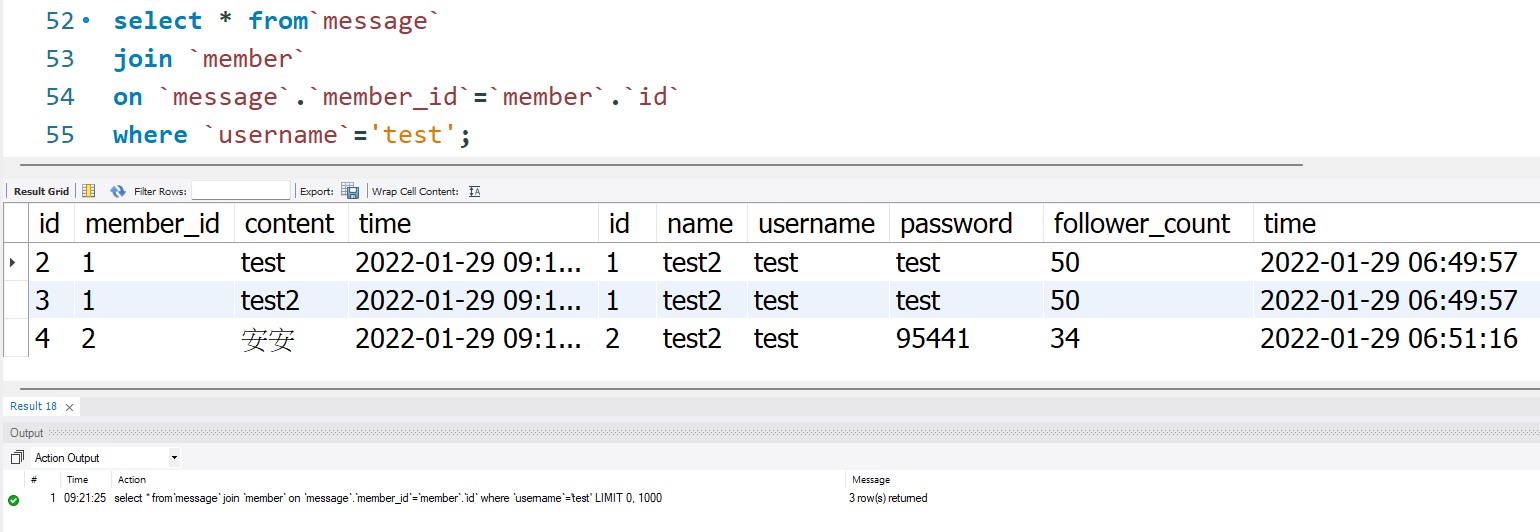 52 select * from`message`
53 join `member`
54 on `message`.`member_id`=`member`.`id`
55 where `username`='test';
Result Grid Filter Rows: Export: Wrap Cell Content:
id member_id content time id name username password follower_count time
2 1 test 2022-01-29 09:1... 1 test2 test test 50 2022-01-29 06:49:57
3 1 test2 2022-01-29 09:1... 1 test2 test test 50 2022-01-29 06:49:57
4 2 安安 2022-01-29 09:1... 2 test2 test 95441 34 2022-01-29 06:51:16
Result 18
Output
Action Output
# Time Action Message
1 09:21:25 select * from`message` join `member` on `message`.`member_id`=`member`.`id` where `username`='test' LIMIT 0, 1000 3 row(s) returned